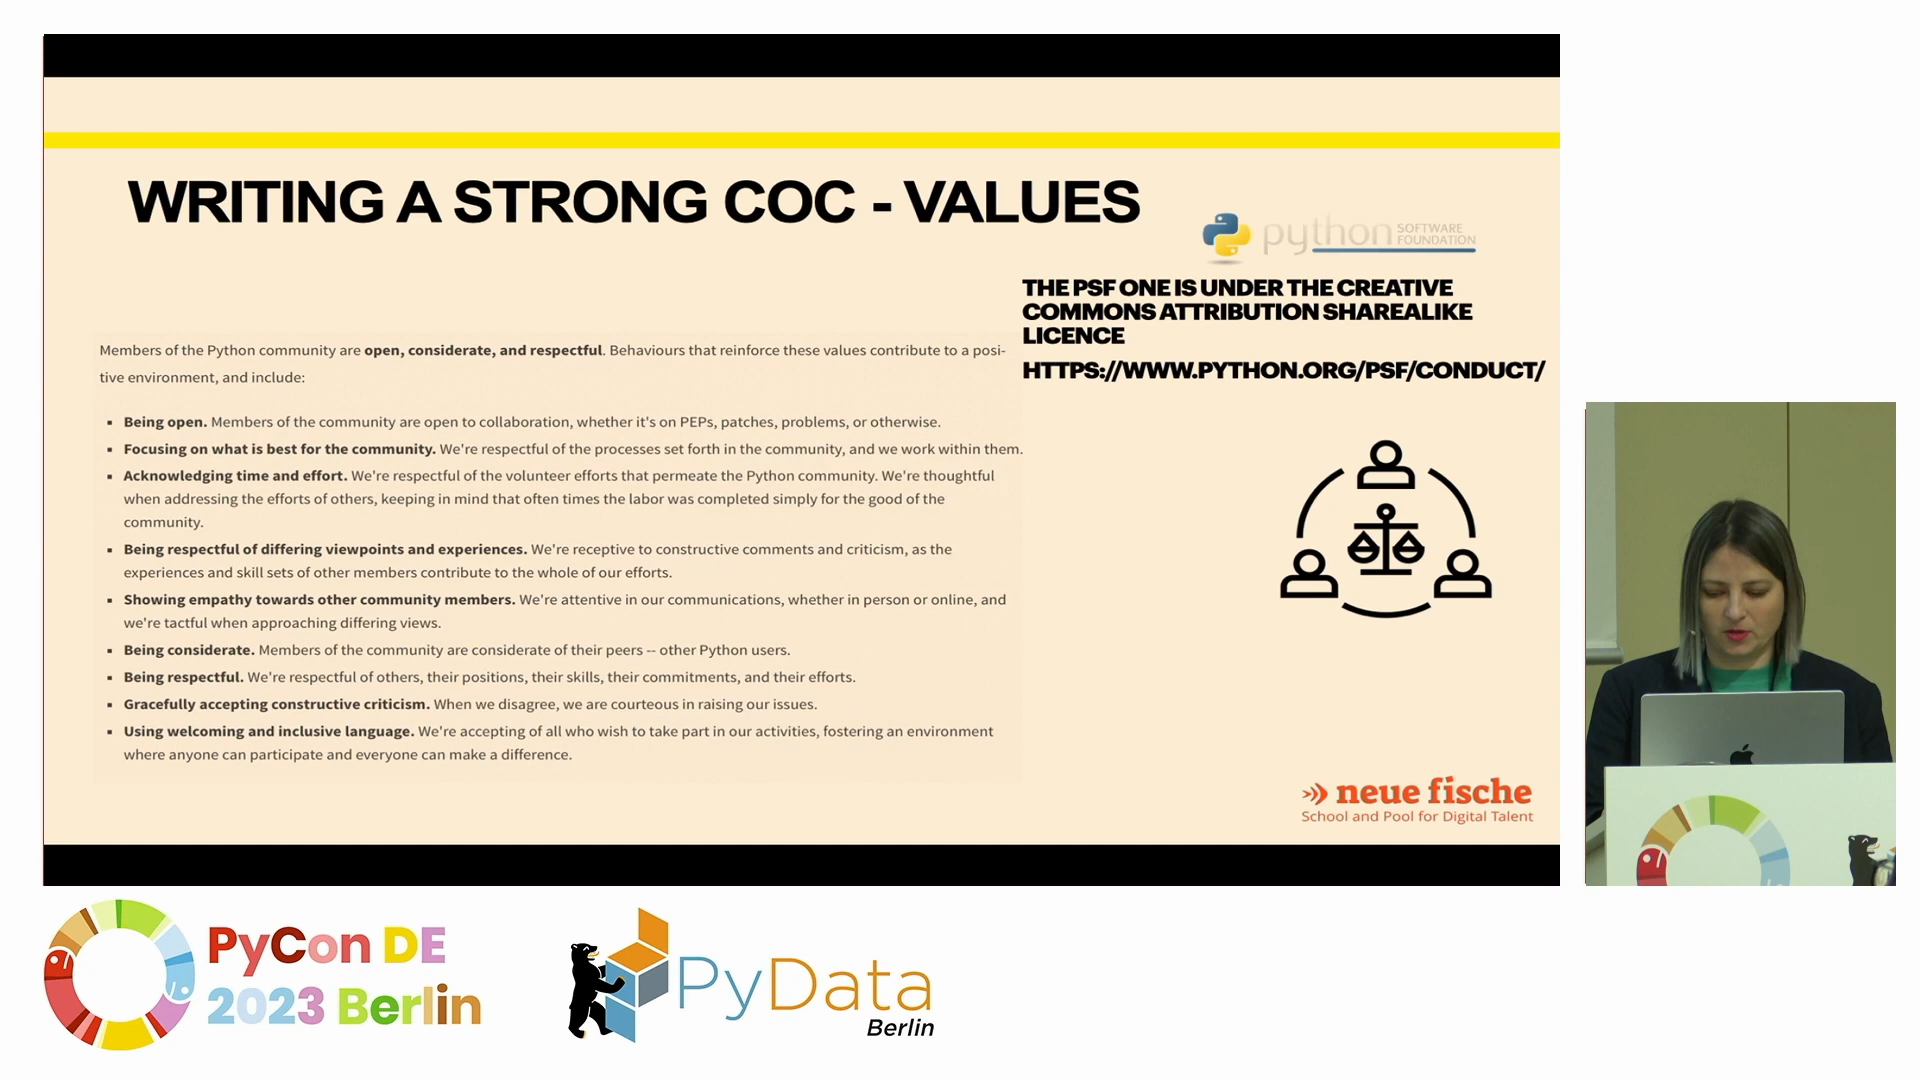 WRITING A STRONG COC - VALUES
python SOFTWARE
FOUNDATION
THE PSF ONE IS UNDER THE CREATIVE
COMMONS ATTRIBUTION SHAREALIKE
LICENCE
HTTPS://WWW.PYTHON.ORG/PSF/CONDUCT/
Members of the Python community are open, considerate, and respectful. Behaviours that reinforce these values contribute to a posi-
tive environment, and include:
▪ Being open. Members of the community are open to collaboration, whether it's on PEPs, patches, problems, or otherwise.
▪ Focusing on what is best for the community. We're respectful of the processes set forth in the community, and we work within them.
▪ Acknowledging time and effort. We're respectful of the volunteer efforts that permeate the Python community. We're thoughtful
when addressing the efforts of others, keeping in mind that often times the labor was completed simply for the good of the
community.
▪ Being respectful of differing viewpoints and experiences. We're receptive to constructive comments and criticism, as the
experiences and skill sets of other members contribute to the whole of our efforts.
▪ Showing empathy towards other community members. We're attentive in our communications, whether in person or online, and
we're tactful when approaching differing views.
▪ Being considerate. Members of the community are considerate of their peers -- other Python users.
▪ Being respectful. We're respectful of others, their positions, their skills, their commitments, and their efforts.
▪ Gracefully accepting constructive criticism. When we disagree, we are courteous in raising our issues.
▪ Using welcoming and inclusive language. We're accepting of all who wish to take part in our activities, fostering an environment
where anyone can participate and everyone can make a difference.
neue fische
School and Pool for Digital Talent
PyCon DE
2023 Berlin
PyData
Berlin